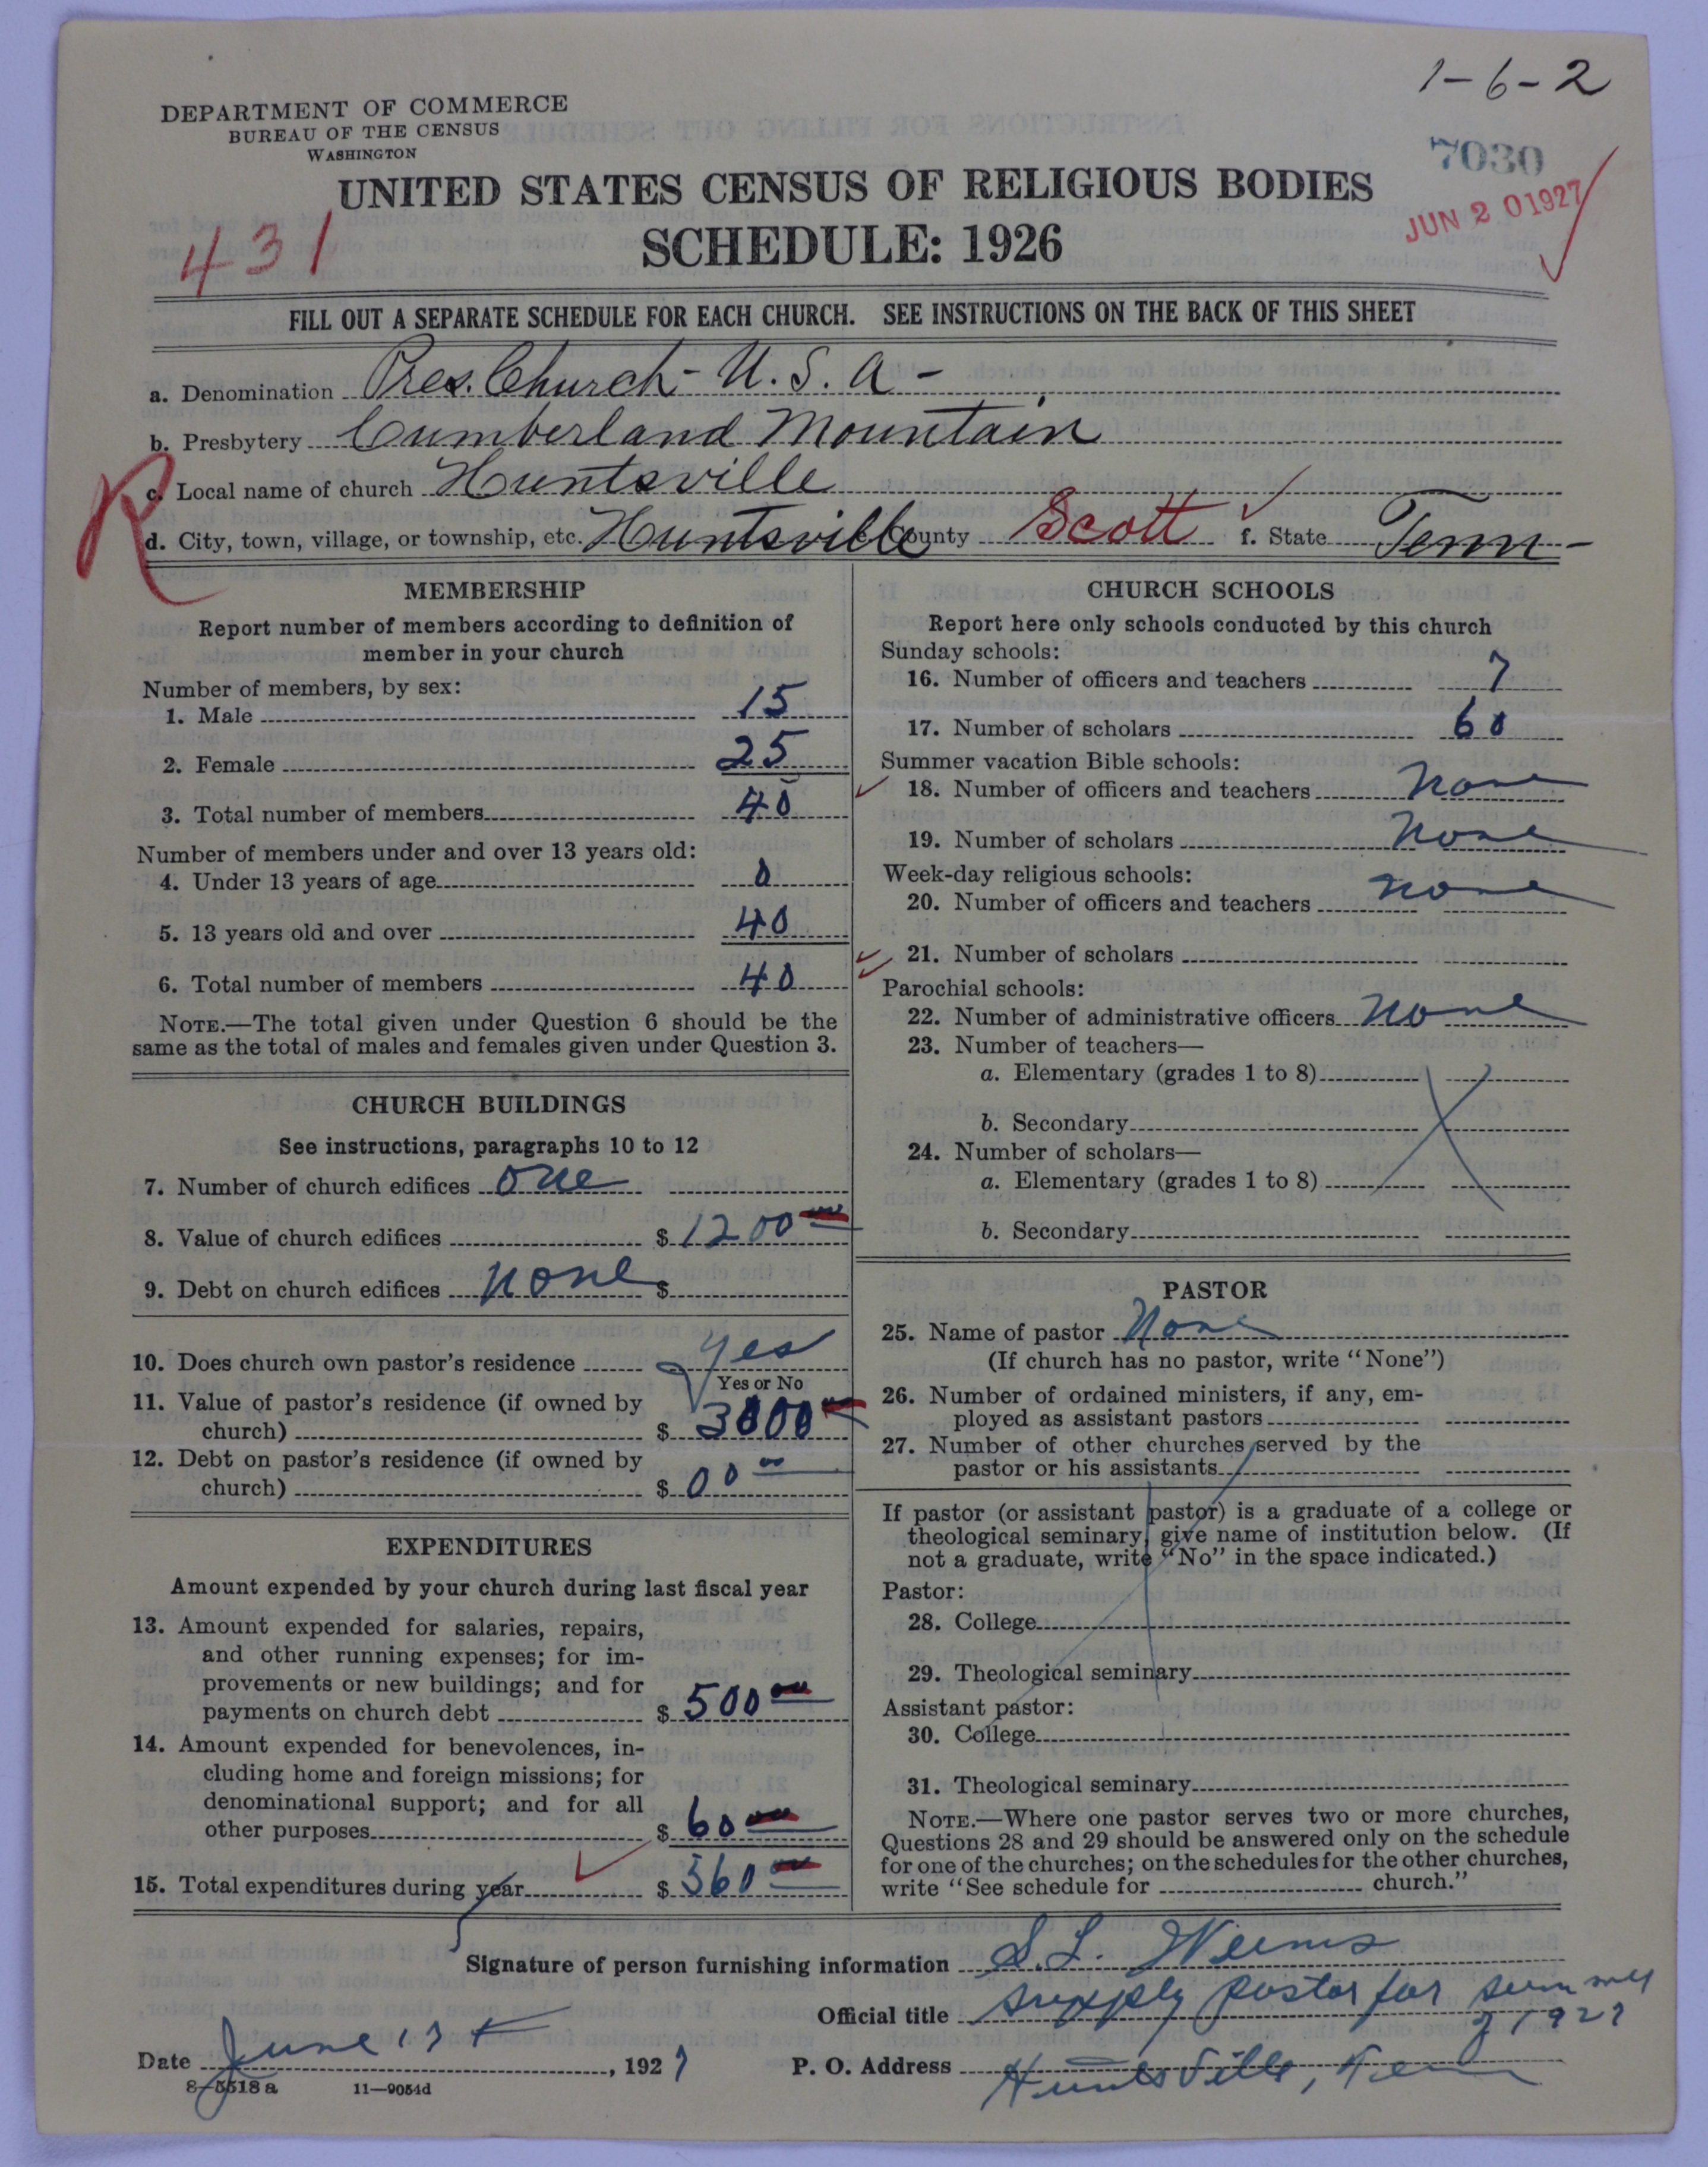 1-6-2
DEPARTMENT OF COMMERCE
BUREAU OF THE CENSUS
WASHINGTON
7030
UNITED STATES CENSUS OF RELIGIOUS BODIES
JUN 20 1927
431
SCHEDULE: 1926
FILL OUT A SEPARATE SCHEDULE FOR EACH CHURCH. SEE INSTRUCTIONS ON THE BACK OF THIS SHEET
a. Denomination Pres. Church - U. S. A -
b. Presbytery Cumberland Mountain
R
c. Local name of church Huntsville
d. City, town, village, or township, etc. Huntsville County Scott f. State Tenn -
MEMBERSHIP
Report number of members according to definition of
member in your church
Number of members, by sex:
1. Male 15
2. Female 25
3. Total number of members 40
Number of members under and over 13 years old:
4. Under 13 years of age 0
5. 13 years old and over 40
6. Total number of members 40
NOTE.—The total given under Question 6 should be the
same as the total of males and females given under Question 3.
CHURCH BUILDINGS
See instructions, paragraphs 10 to 12
7. Number of church edifices one
8. Value of church edifices $ 1200 00
9. Debt on church edifices none $
10. Does church own pastor's residence Yes
Yes or No
11. Value of pastor's residence (if owned by
church) $ 3000 00
12. Debt on pastor's residence (if owned by
church) $ 00 00
EXPENDITURES
Amount expended by your church during last fiscal year
13. Amount expended for salaries, repairs,
and other running expenses; for im-
provements or new buildings; and for
payments on church debt $ 500 00
14. Amount expended for benevolences, in-
cluding home and foreign missions; for
denominational support; and for all
other purposes $ 60 00
15. Total expenditures during year $ 560 00
CHURCH SCHOOLS
Report here only schools conducted by this church
Sunday schools:
16. Number of officers and teachers 7
17. Number of scholars 60
Summer vacation Bible schools:
18. Number of officers and teachers None
19. Number of scholars None
Week-day religious schools:
20. Number of officers and teachers none
21. Number of scholars
Parochial schools:
22. Number of administrative officers None
23. Number of teachers—
a. Elementary (grades 1 to 8)
b. Secondary
24. Number of scholars—
a. Elementary (grades 1 to 8)
b. Secondary
PASTOR
25. Name of pastor None
(If church has no pastor, write "None")
26. Number of ordained ministers, if any, em-
ployed as assistant pastors
27. Number of other churches served by the
pastor or his assistants
If pastor (or assistant pastor) is a graduate of a college or
theological seminary, give name of institution below. (If
not a graduate, write "No" in the space indicated.)
Pastor:
28. College
29. Theological seminary
Assistant pastor:
30. College
31. Theological seminary
NOTE.—Where one pastor serves two or more churches,
Questions 28 and 29 should be answered only on the schedule
for one of the churches; on the schedules for the other churches,
write "See schedule for church."
Signature of person furnishing information S. L. Weems
Official title supply pastor for summer
of 1927
Date June 17th, 1927 P. O. Address Huntsville, Tenn
8—5518a 11—9054d